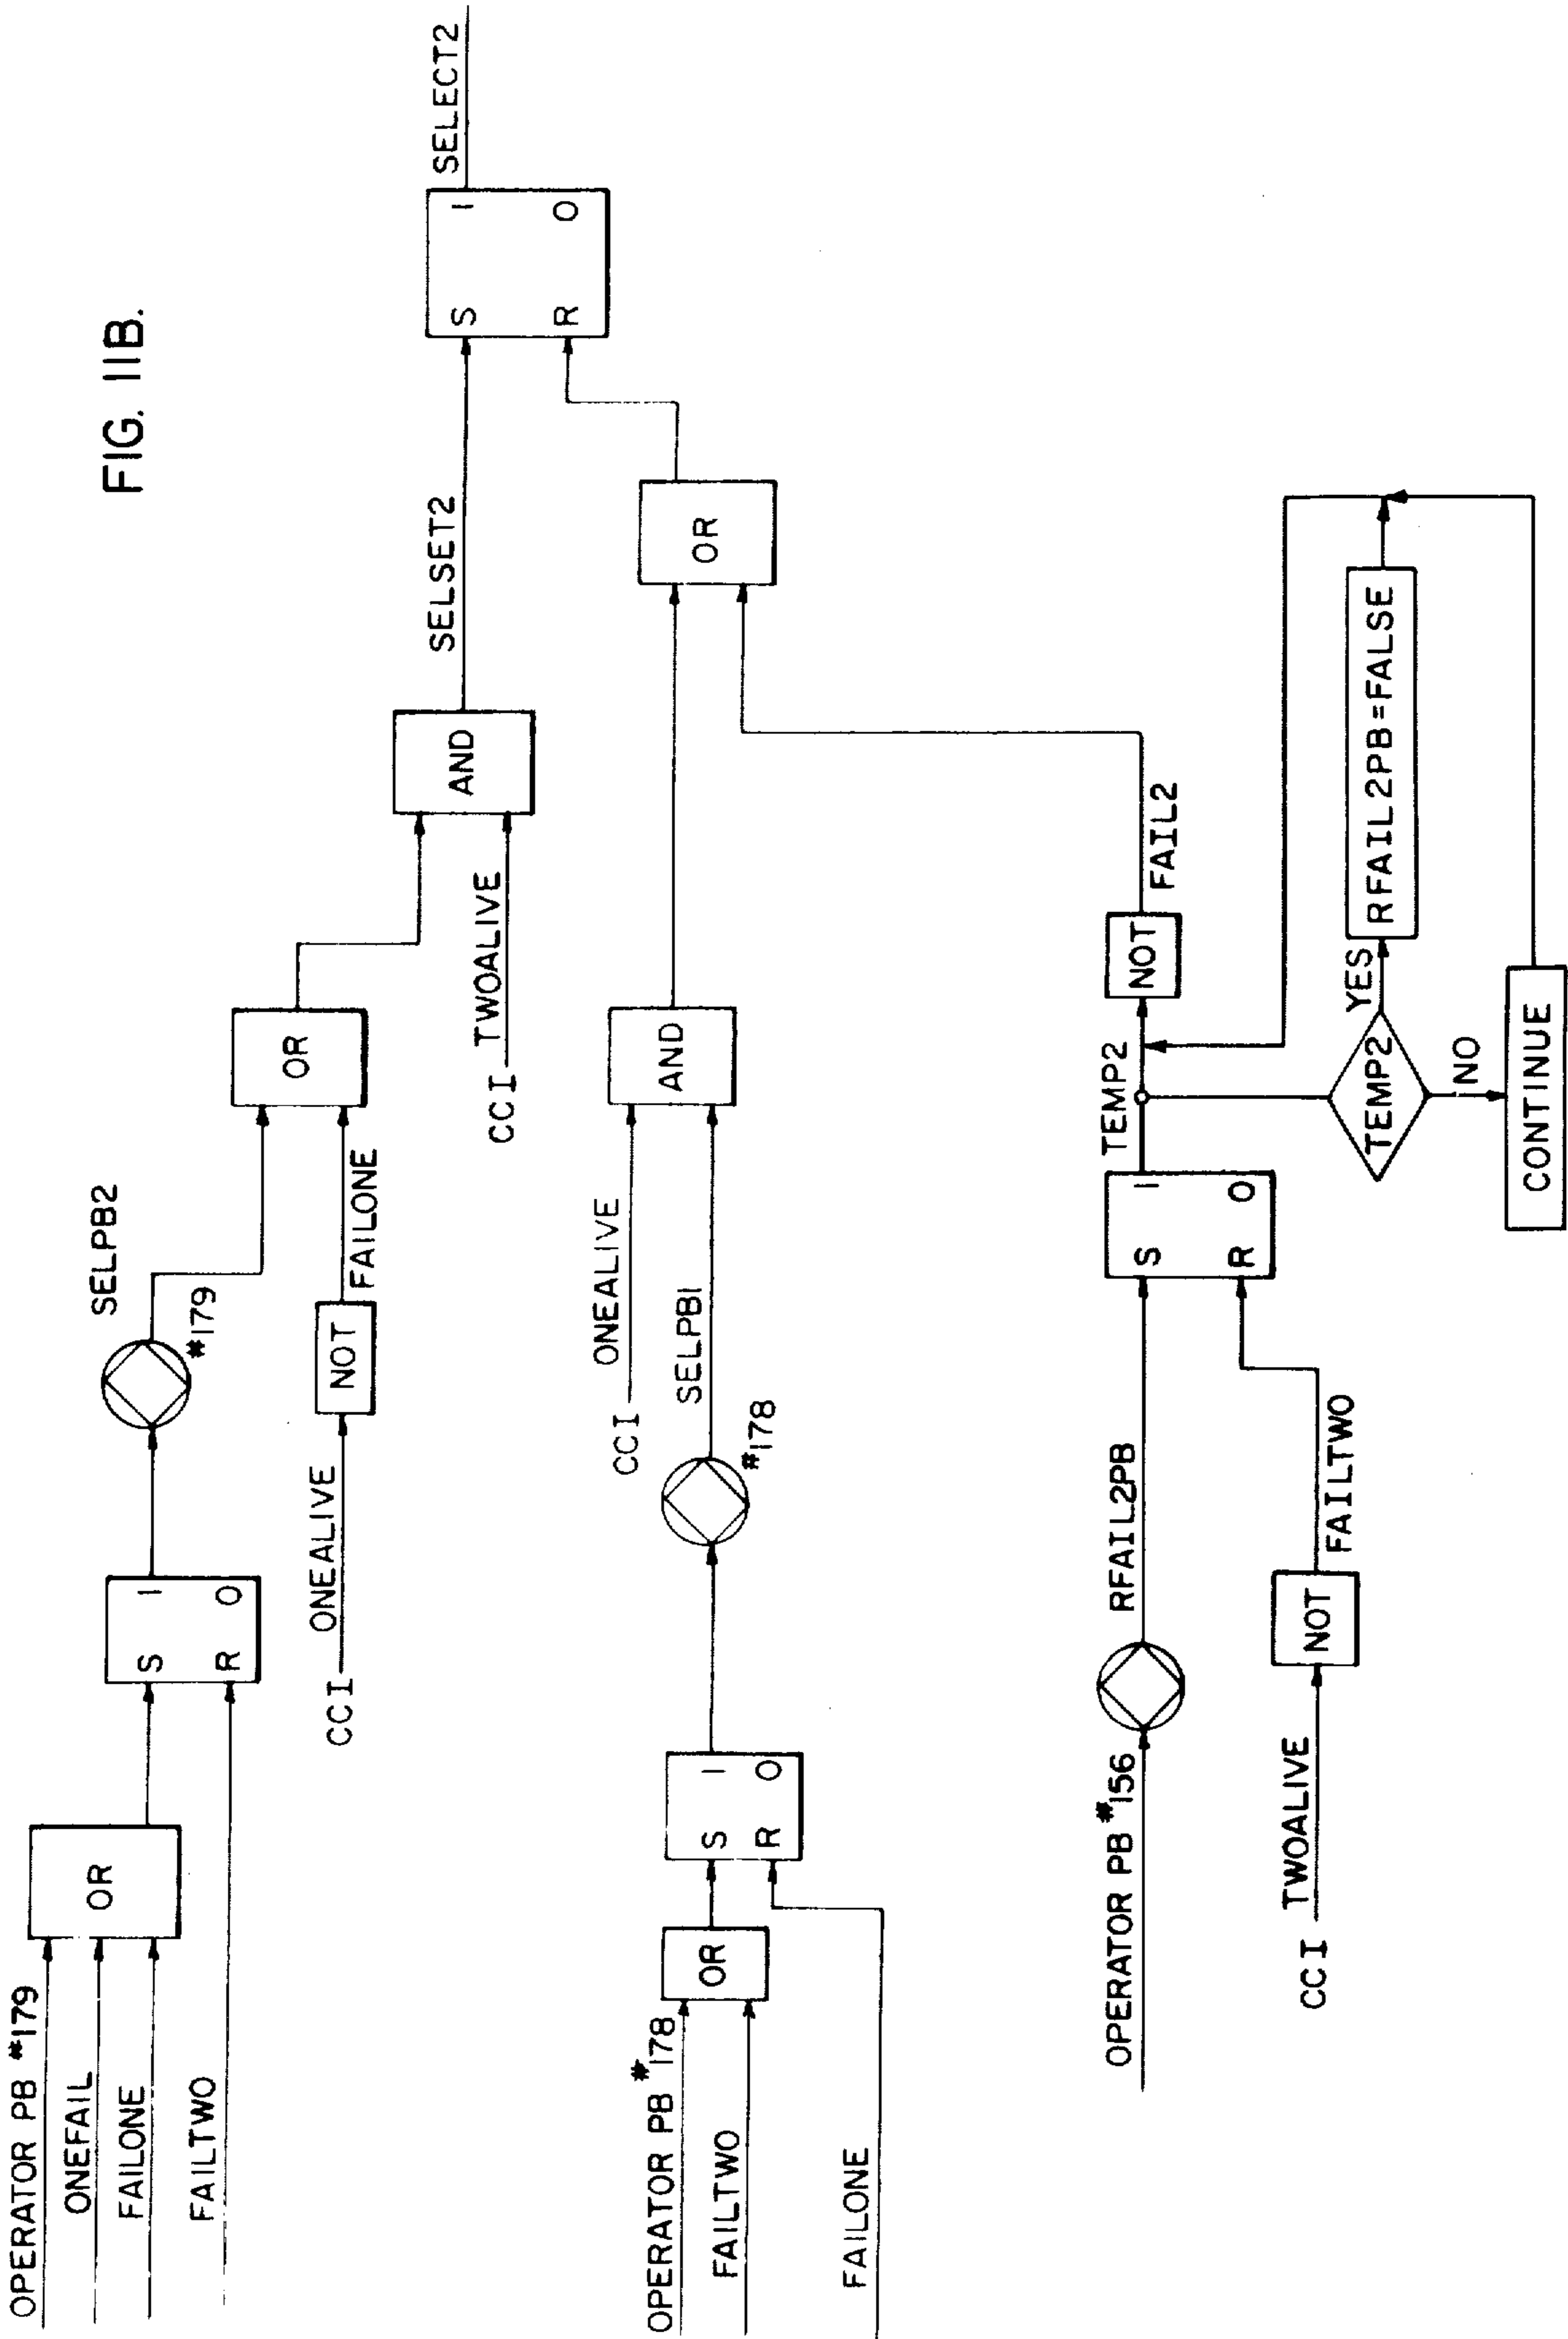 FIG. 11B.
OPERATOR PB #179
ONEFAIL
FAILONE
FAILTWO
OR
S 1
R 0
SELPB2
#179
CCI ONEALIVE
NOT
FAILONE
OR
CCI TWOALIVE
AND
SELSET2
S 1
R 0
SELECT2
OPERATOR PB #178
FAILTWO
FAILONE
OR
S 1
R 0
#178
SELPB1
CCI ONEALIVE
AND
OR
OPERATOR PB #156
RFAIL2PB
CCI TWOALIVE
NOT
FAILTWO
S 1
R 0
TEMP2
NOT
FAIL2
TEMP2
YES
RFAIL2PB=FALSE
NO
CONTINUE